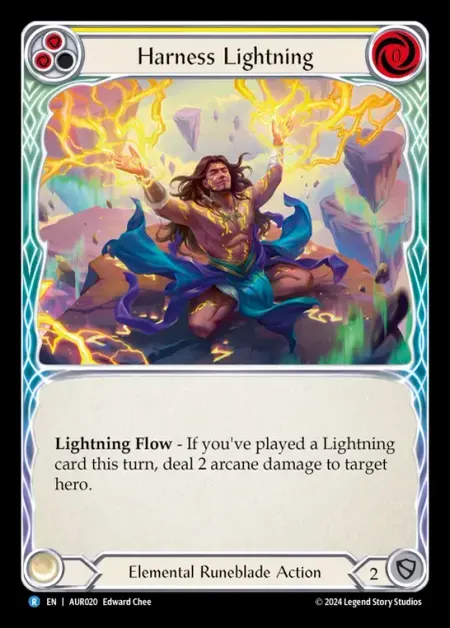 Harness Lightning
0
Lightning Flow - If you've played a Lightning
card this turn, deal 2 arcane damage to target
hero.
Elemental Runeblade Action
2
R EN | AUR020 Edward Chee
© 2024 Legend Story Studios